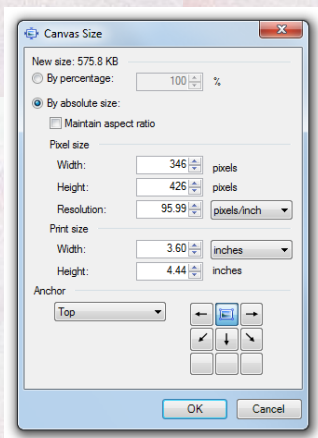 Canvas Size
New size: 575.8 KB
By percentage: 100 %
By absolute size:
Maintain aspect ratio
Pixel size
Width: 346 pixels
Height: 426 pixels
Resolution: 95.99 pixels/inch
Print size
Width: 3.60 inches
Height: 4.44 inches
Anchor
Top
OK Cancel